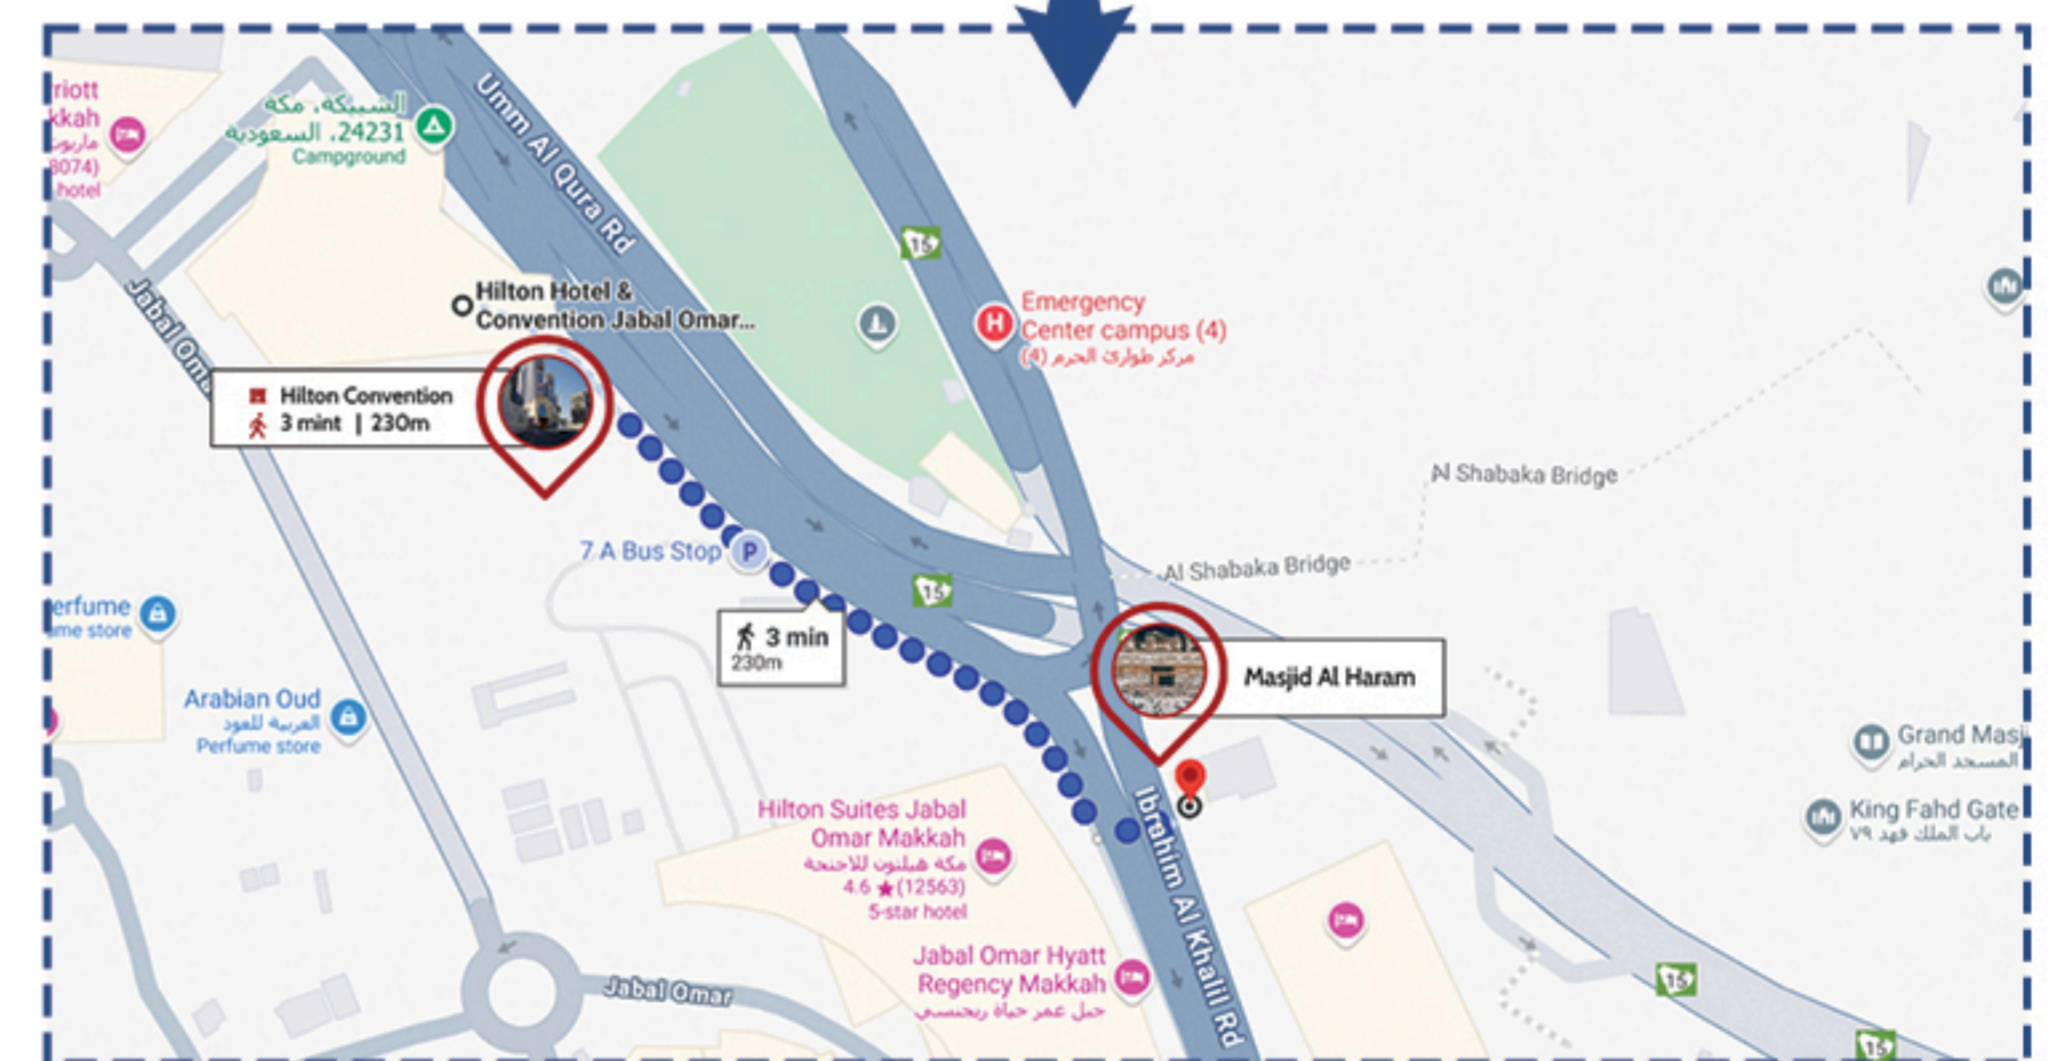 riott
kkah
ماريوت
8074)
hotel
الشبيكة، مكة
24231، السعودية
Campground
Umm Al Qura Rd
15
Jabal Oma
Hilton Hotel &
Convention Jabal Omar...
Hilton Convention
3 mint | 230m
Emergency
Center campus (4)
مركز طوارئ الحرم (4)
Al Shabaka Bridge
Al Shabaka Bridge
7 A Bus Stop
P
15
3 min
230m
Masjid Al Haram
erfume
me store
Arabian Oud
العربية للعود
Perfume store
Grand Masj
المسجد الحرام
King Fahd Gate
باب الملك فهد ٧٩
Hilton Suites Jabal
Omar Makkah
مكة هيلتون للاجنحة
4.6 ★ (12563)
5-star hotel
Ibrahim Al Khalil Rd
Jabal Omar Hyatt
Regency Makkah
جبل عمر حياة ريجنسي
Jabal Omar
15
15